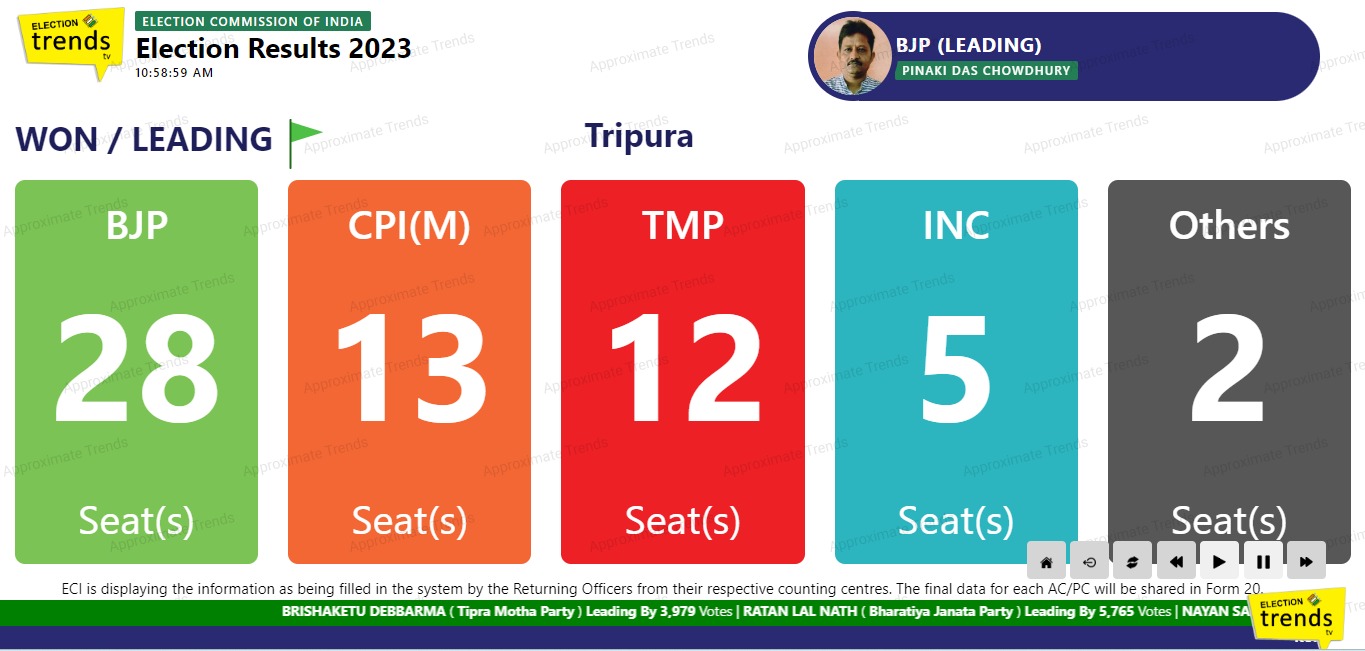 ELECTION
trends
tv
ELECTION COMMISSION OF INDIA
Election Results 2023
10:58:59 AM
BJP (LEADING)
PINAKI DAS CHOWDHURY
WON / LEADING
Tripura
Approximate Trends
BJP
28
Seat(s)
CPI(M)
13
Seat(s)
TMP
12
Seat(s)
INC
5
Seat(s)
Others
2
Seat(s)
ECI is displaying the information as being filled in the system by the Returning Officers from their respective counting centres. The final data for each AC/PC will be shared in Form 20.
BRISHAKETU DEBBARMA ( Tipra Motha Party ) Leading By 3,979 Votes | RATAN LAL NATH ( Bharatiya Janata Party ) Leading By 5,765 Votes | NAYAN SA
ELECTION
trends
tv